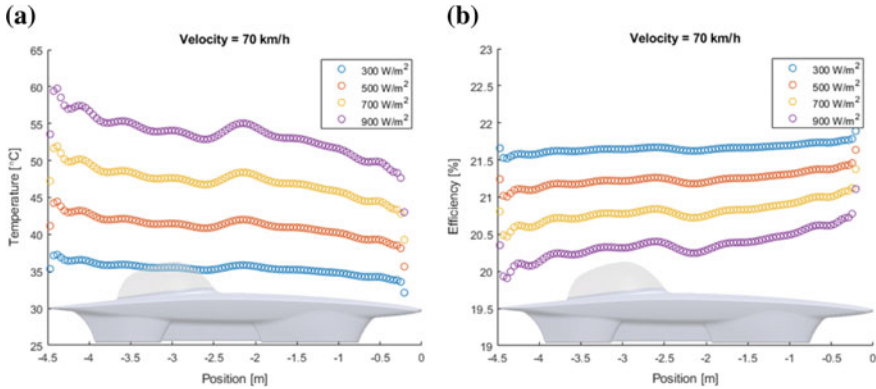 (a)
Velocity = 70 km/h
65
60
55
50
45
40
35
30
25
Temperature [°C]
300 W/m²
500 W/m²
700 W/m²
900 W/m²
-4.5 -4 -3.5 -3 -2.5 -2 -1.5 -1 -0.5 0
Position [m]
(b)
Velocity = 70 km/h
23
22.5
22
21.5
21
20.5
20
19.5
19
Efficiency [%]
300 W/m²
500 W/m²
700 W/m²
900 W/m²
-4.5 -4 -3.5 -3 -2.5 -2 -1.5 -1 -0.5 0
Position [m]